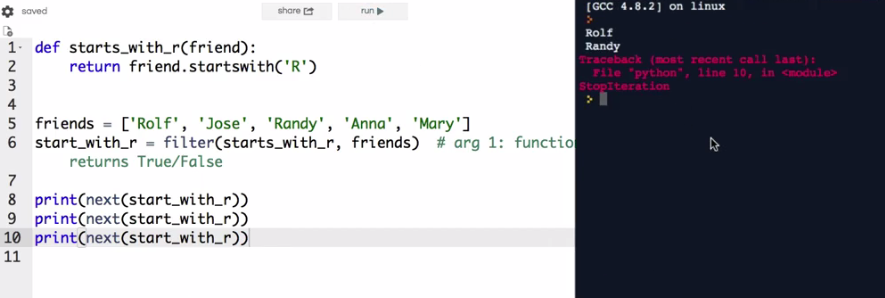 saved
share
run
1 def starts_with_r(friend):
2 return friend.startswith('R')
3
4
5 friends = ['Rolf', 'Jose', 'Randy', 'Anna', 'Mary']
6 start_with_r = filter(starts_with_r, friends) # arg 1: function
returns True/False
7
8 print(next(start_with_r))
9 print(next(start_with_r))
10 print(next(start_with_r))
11
[GCC 4.8.2] on linux
>
Rolf
Randy
Traceback (most recent call last):
File "python", line 10, in <module>
StopIteration
>